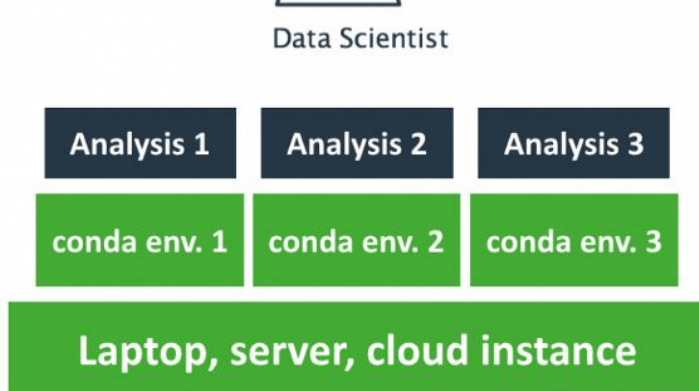 Data Scientist
Analysis 1 Analysis 2 Analysis 3
conda env. 1 conda env. 2 conda env. 3
Laptop, server, cloud instance